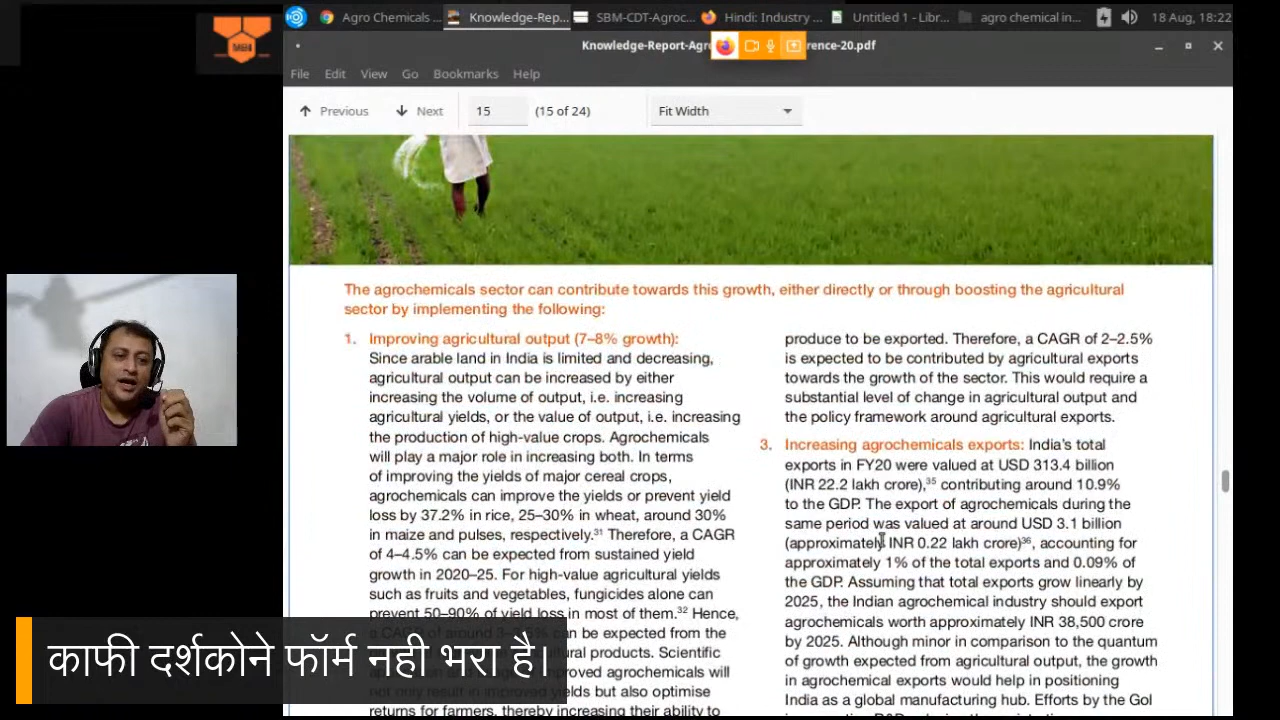 MBI
Agro Chemicals ...
Knowledge-Rep...
SBM-CDT-Agroc...
Hindi: Industry ...
Untitled 1 - Libr...
agro chemical in...
18 Aug, 18:22
Knowledge-Report-Agro
rence-20.pdf
File Edit View Go Bookmarks Help
Previous Next 15 (15 of 24) Fit Width
The agrochemicals sector can contribute towards this growth, either directly or through boosting the agricultural
sector by implementing the following:
1. Improving agricultural output (7–8% growth):
Since arable land in India is limited and decreasing,
agricultural output can be increased by either
increasing the volume of output, i.e. increasing
agricultural yields, or the value of output, i.e. increasing
the production of high-value crops. Agrochemicals
will play a major role in increasing both. In terms
of improving the yields of major cereal crops,
agrochemicals can improve the yields or prevent yield
loss by 37.2% in rice, 25–30% in wheat, around 30%
in maize and pulses, respectively.³¹ Therefore, a CAGR
of 4–4.5% can be expected from sustained yield
growth in 2020–25. For high-value agricultural yields
such as fruits and vegetables, fungicides alone can
prevent 50–90% of yield loss in most of them.³² Hence,
can be expected from the
products. Scientific
improved agrochemicals will
not only result in improved yields but also optimise
returns for farmers, thereby increasing their ability to
produce to be exported. Therefore, a CAGR of 2–2.5%
is expected to be contributed by agricultural exports
towards the growth of the sector. This would require a
substantial level of change in agricultural output and
the policy framework around agricultural exports.
3. Increasing agrochemicals exports: India's total
exports in FY20 were valued at USD 313.4 billion
(INR 22.2 lakh crore),³⁵ contributing around 10.9%
to the GDP. The export of agrochemicals during the
same period was valued at around USD 3.1 billion
(approximately INR 0.22 lakh crore)³⁶, accounting for
approximately 1% of the total exports and 0.09% of
the GDP. Assuming that total exports grow linearly by
2025, the Indian agrochemical industry should export
agrochemicals worth approximately INR 38,500 crore
by 2025. Although minor in comparison to the quantum
of growth expected from agricultural output, the growth
in agrochemical exports would help in positioning
India as a global manufacturing hub. Efforts by the GoI
काफी दर्शकोने फॉर्म नही भरा है।